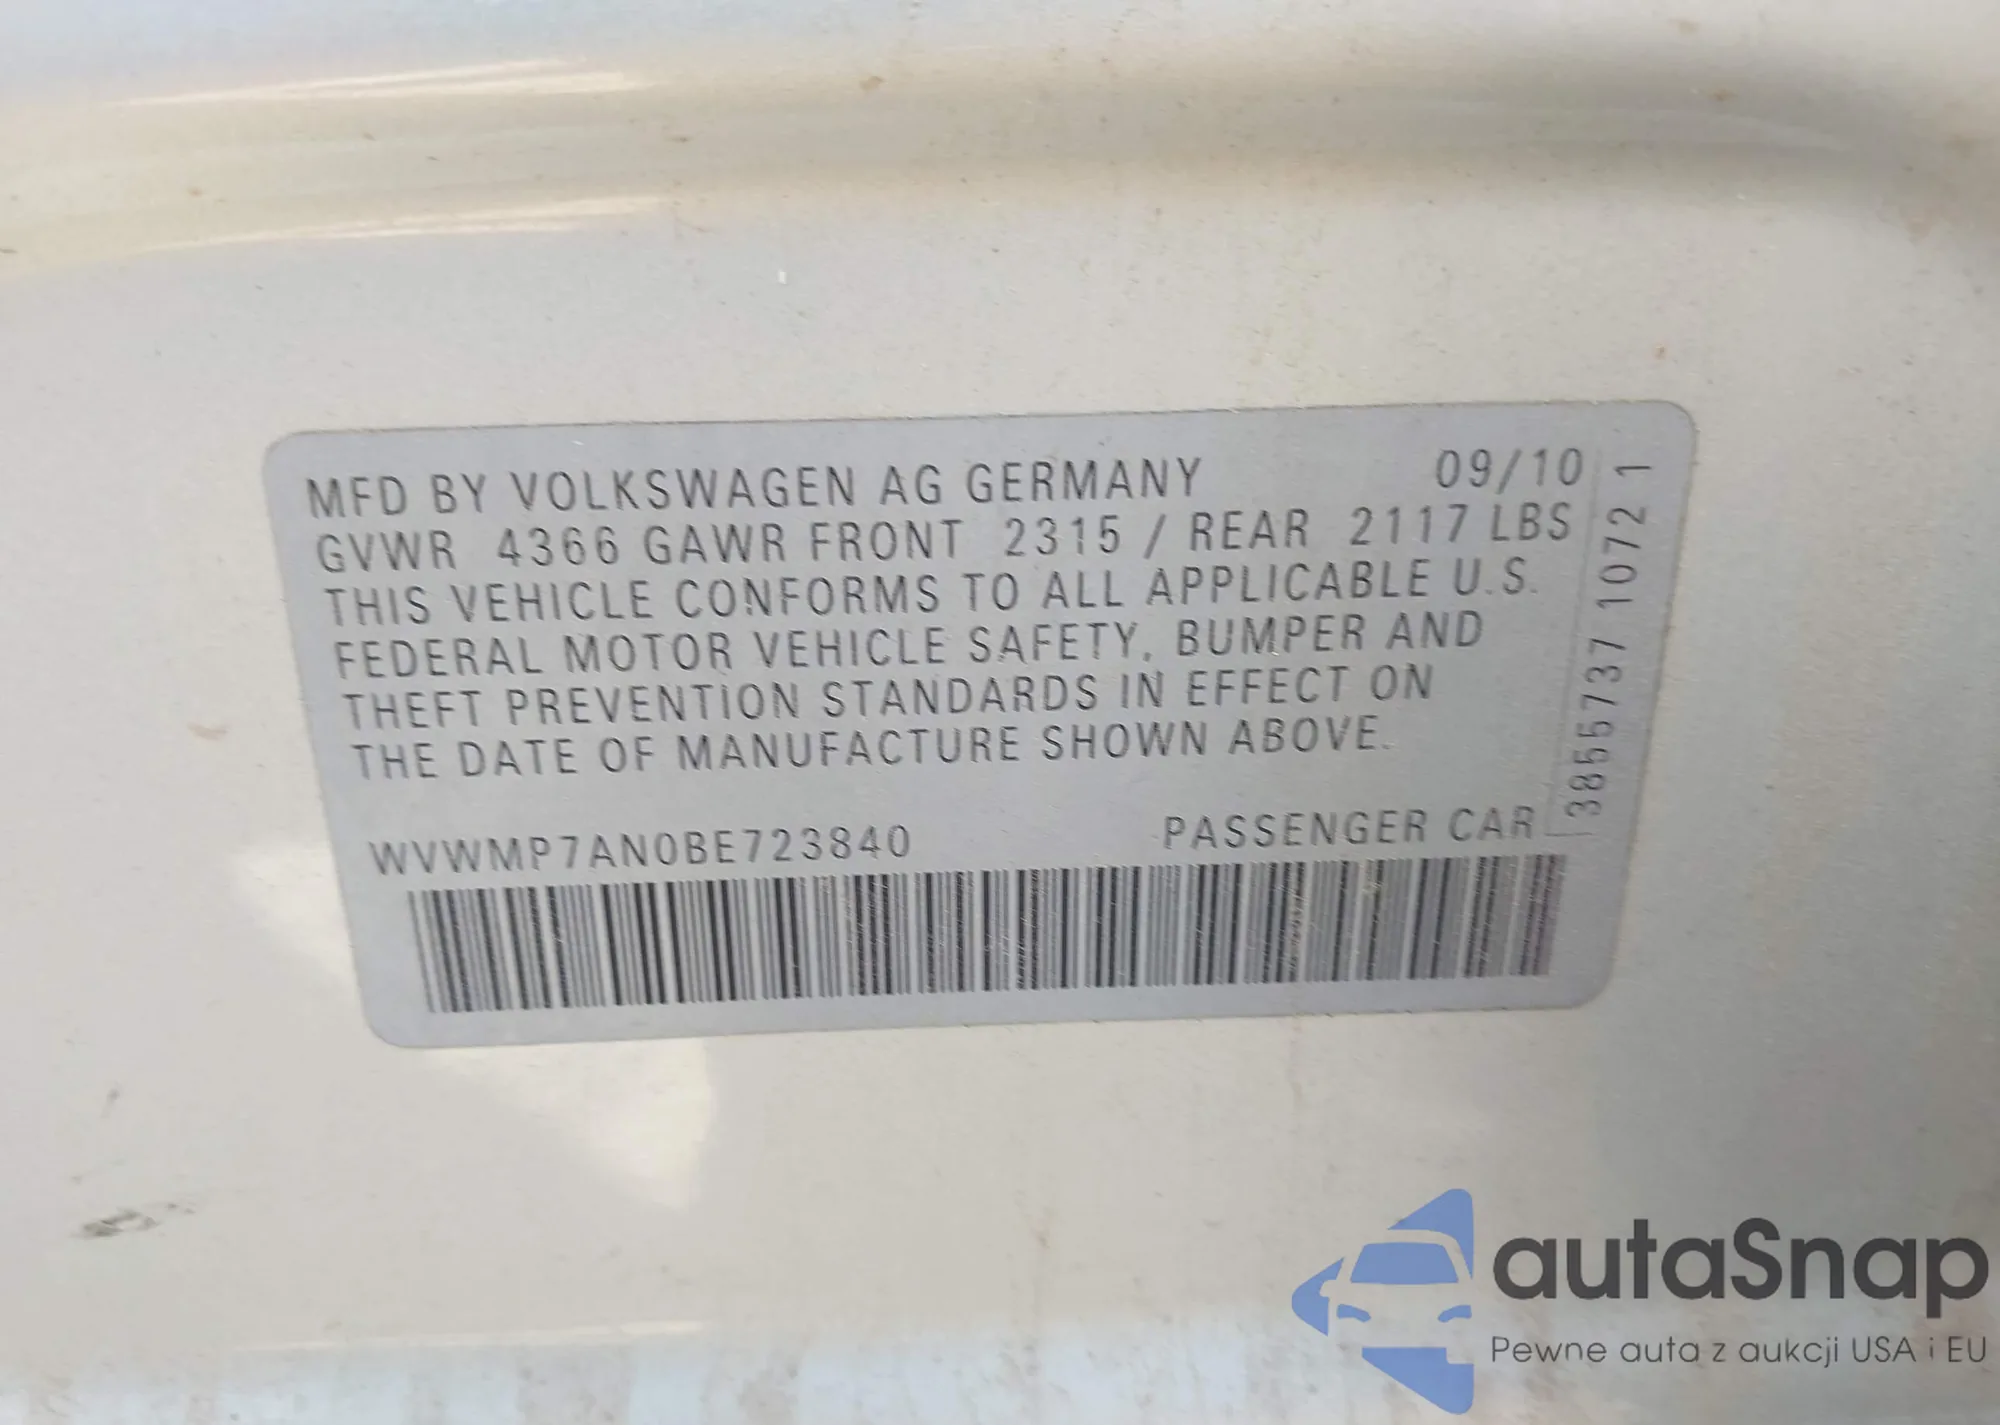 MFD BY VOLKSWAGEN AG GERMANY 09/10
GVWR 4366 GAWR FRONT 2315 / REAR 2117 LBS
THIS VEHICLE CONFORMS TO ALL APPLICABLE U.S.
FEDERAL MOTOR VEHICLE SAFETY, BUMPER AND
THEFT PREVENTION STANDARDS IN EFFECT ON
THE DATE OF MANUFACTURE SHOWN ABOVE.
WVWMP7AN0BE723840 PASSENGER CAR
3855737 1072 1
autaSnap
Pewne auta z aukcji USA i EU